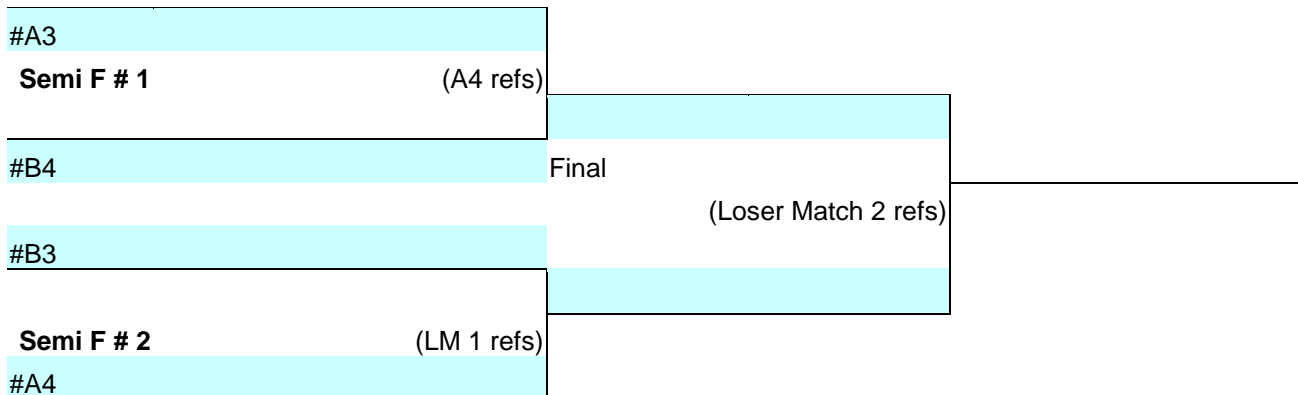 #A3
Semi F # 1 (A4 refs)
#B4 Final
(Loser Match 2 refs)
#B3
Semi F # 2 (LM 1 refs)
#A4